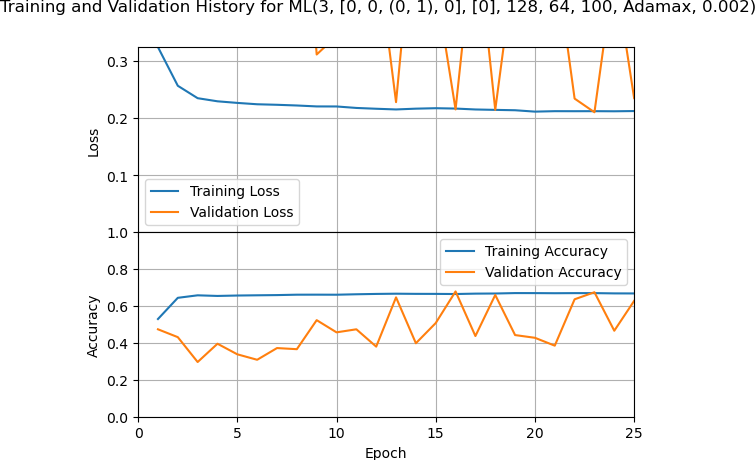 Training and Validation History for ML(3, [0, 0, (0, 1), 0], [0], 128, 64, 100, Adamax, 0.002)
0.3
0.2
0.1
Loss
Training Loss
Validation Loss
1.0
0.8
0.6
0.4
0.2
0.0
Accuracy
Training Accuracy
Validation Accuracy
0 5 10 15 20 25
Epoch